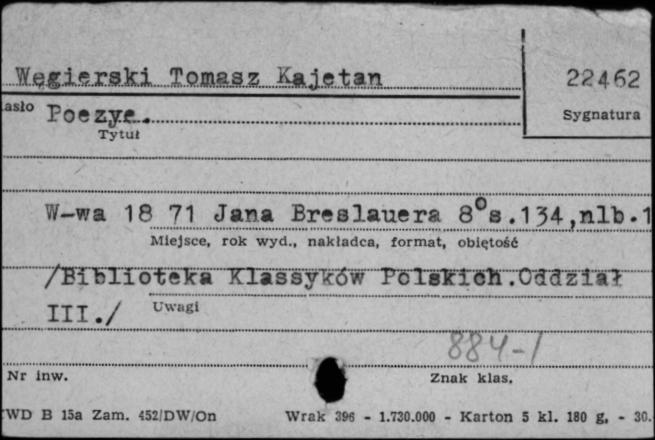 Węgierski Tomasz Kajetan
22462
asło Poezye.
Sygnatura
Tytuł
W-wa 18 71 Jana Breslauera 8⁰s.134,nlb.1
Miejsce, rok wyd., nakładca, format, objętość
/Biblioteka Klassyków Polskich.Oddział
III./ Uwagi
884-1
Nr inw. Znak klas.
WD B 15a Zam. 452/DW/On Wrak 396 - 1.730.000 - Karton 5 kl. 180 g. - 30.